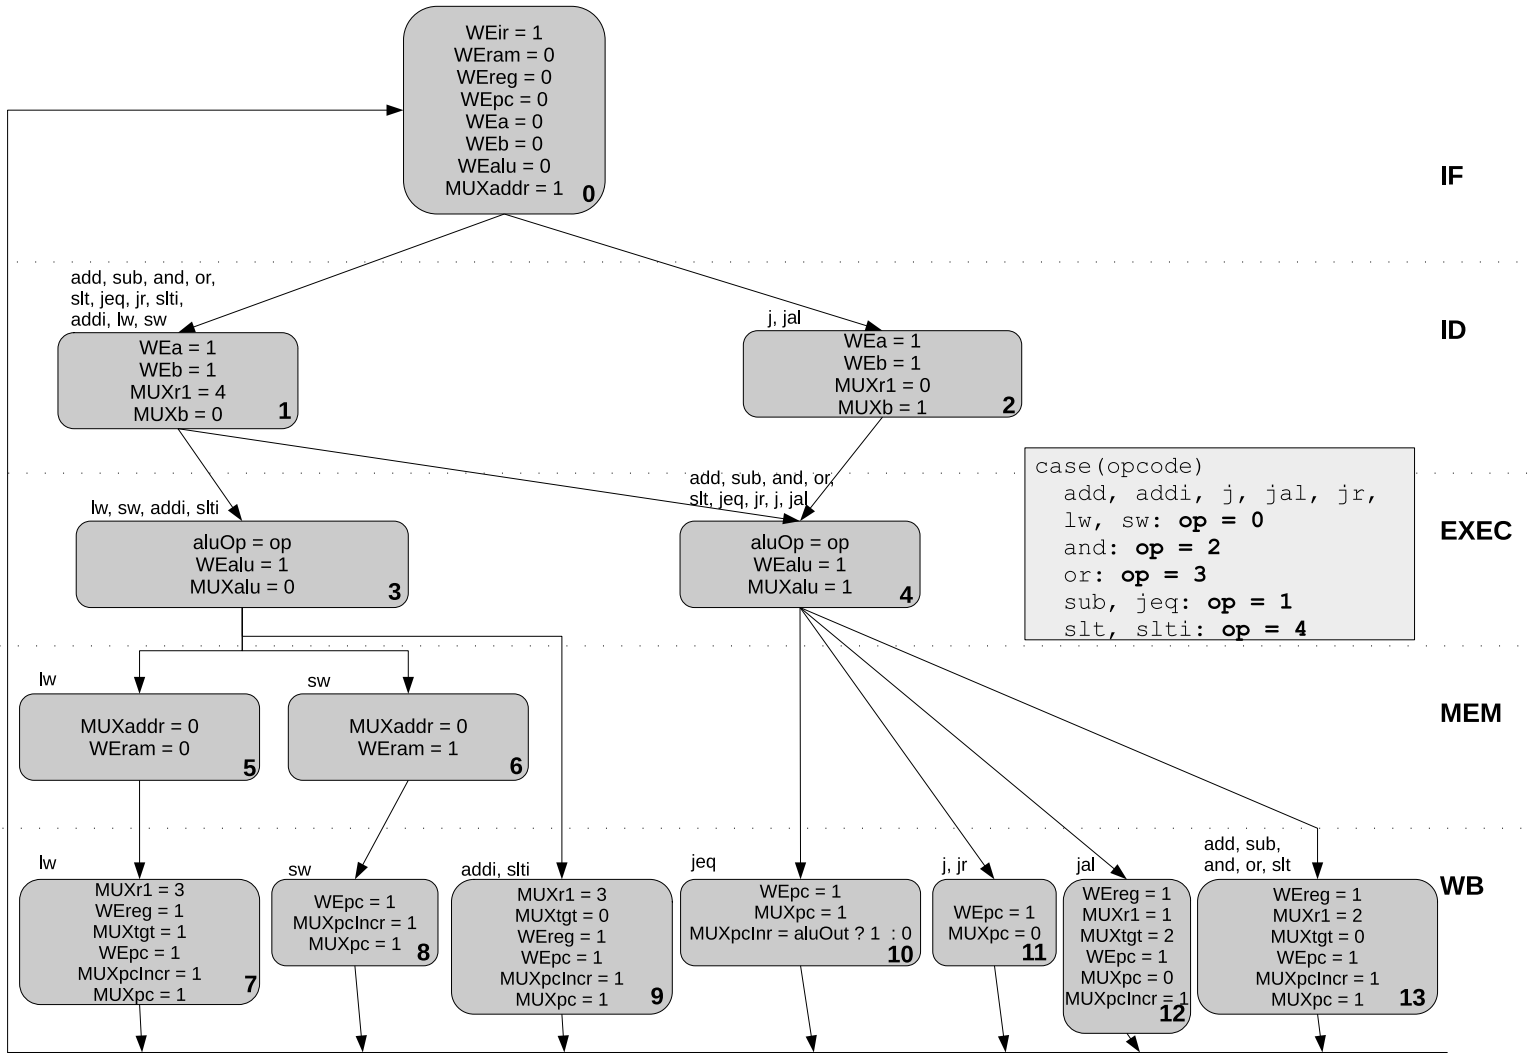 WEir = 1
WEram = 0
WEreg = 0
WEpc = 0
WEa = 0
WEb = 0
WEalu = 0
MUXaddr = 1
0
IF
add, sub, and, or,
slt, jeq, jr, slti,
addi, lw, sw
WEa = 1
WEb = 1
MUXr1 = 4
MUXb = 0
1
j, jal
WEa = 1
WEb = 1
MUXr1 = 0
MUXb = 1
2
ID
lw, sw, addi, slti
aluOp = op
WEalu = 1
MUXalu = 0
3
add, sub, and, or,
slt, jeq, jr, j, jal
aluOp = op
WEalu = 1
MUXalu = 1
4
case(opcode)
add, addi, j, jal, jr,
lw, sw: op = 0
and: op = 2
or: op = 3
sub, jeq: op = 1
slt, slti: op = 4
EXEC
lw
MUXaddr = 0
WEram = 0
5
sw
MUXaddr = 0
WEram = 1
6
MEM
lw
MUXr1 = 3
WEreg = 1
MUXtgt = 1
WEpc = 1
MUXpcIncr = 1
MUXpc = 1
7
sw
WEpc = 1
MUXpcIncr = 1
MUXpc = 1
8
addi, slti
MUXr1 = 3
MUXtgt = 0
WEreg = 1
WEpc = 1
MUXpcIncr = 1
MUXpc = 1
9
jeq
WEpc = 1
MUXpc = 1
MUXpcInr = aluOut ? 1 : 0
10
j, jr
WEpc = 1
MUXpc = 0
11
jal
WEreg = 1
MUXr1 = 1
MUXtgt = 2
WEpc = 1
MUXpc = 0
MUXpcIncr = 1
12
add, sub,
and, or, slt
WEreg = 1
MUXr1 = 2
MUXtgt = 0
WEpc = 1
MUXpcIncr = 1
MUXpc = 1
13
WB